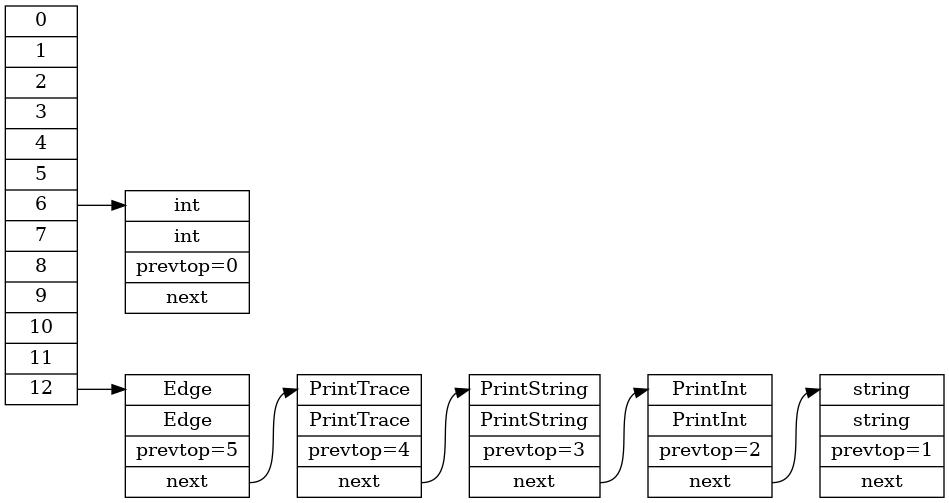 0
1
2
3
4
5
6
7
8
9
10
11
12
int
int
prevtop=0
next
Edge
Edge
prevtop=5
next
PrintTrace
PrintTrace
prevtop=4
next
PrintString
PrintString
prevtop=3
next
PrintInt
PrintInt
prevtop=2
next
string
string
prevtop=1
next